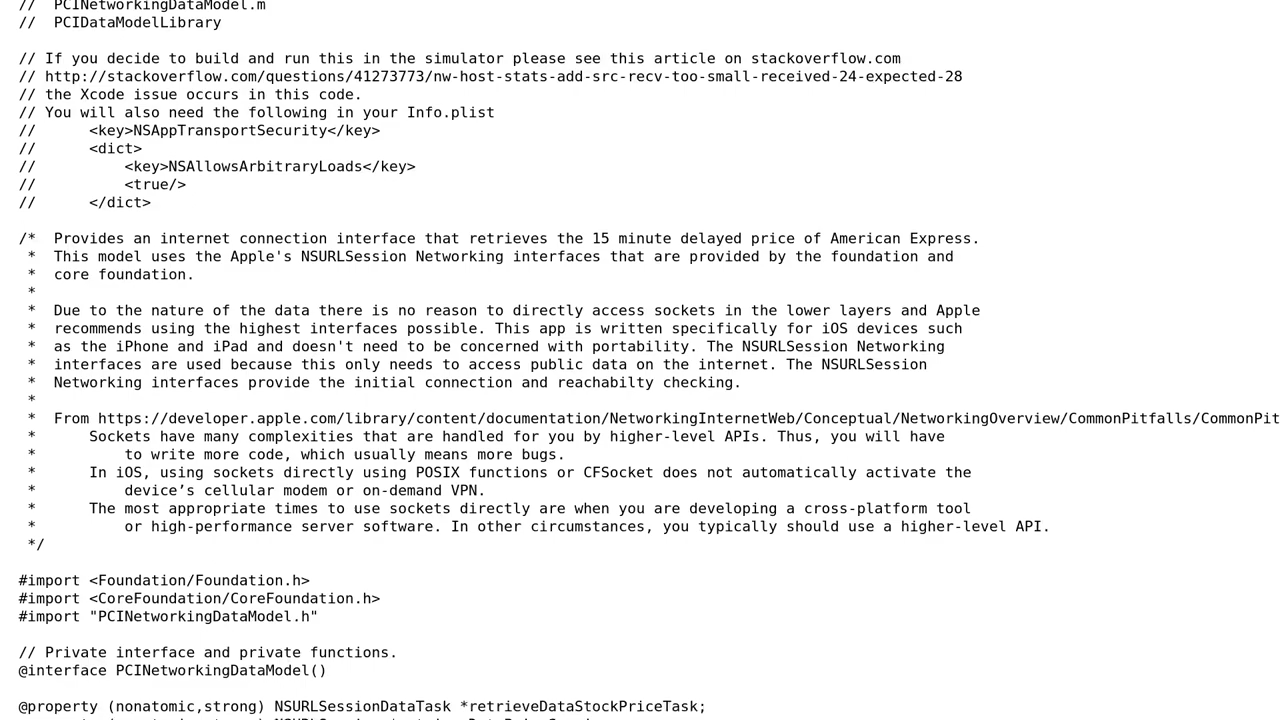 //  PCINetworkingDataModel.m
//  PCIDataModelLibrary
// If you decide to build and run this in the simulator please see this article on stackoverflow.com
// http://stackoverflow.com/questions/41273773/nw-host-stats-add-src-recv-too-small-received-24-expected-28
// the Xcode issue occurs in this code.
// You will also need the following in your Info.plist
//      <key>NSAppTransportSecurity</key>
//      <dict>
//          <key>NSAllowsArbitraryLoads</key>
//          <true/>
//      </dict>
/*  Provides an internet connection interface that retrieves the 15 minute delayed price of American Express.
 *  This model uses the Apple's NSURLSession Networking interfaces that are provided by the foundation and
 *  core foundation.
 *
 *  Due to the nature of the data there is no reason to directly access sockets in the lower layers and Apple
 *  recommends using the highest interfaces possible. This app is written specifically for iOS devices such
 *  as the iPhone and iPad and doesn't need to be concerned with portability. The NSURLSession Networking
 *  interfaces are used because this only needs to access public data on the internet. The NSURLSession
 *  Networking interfaces provide the initial connection and reachabilty checking.
 *
 *  From https://developer.apple.com/library/content/documentation/NetworkingInternetWeb/Conceptual/NetworkingOverview/CommonPitfalls/CommonPit
 *      Sockets have many complexities that are handled for you by higher-level APIs. Thus, you will have
 *          to write more code, which usually means more bugs.
 *      In iOS, using sockets directly using POSIX functions or CFSocket does not automatically activate the
 *          device’s cellular modem or on-demand VPN.
 *      The most appropriate times to use sockets directly are when you are developing a cross-platform tool
 *          or high-performance server software. In other circumstances, you typically should use a higher-level API.
 */
#import <Foundation/Foundation.h>
#import <CoreFoundation/CoreFoundation.h>
#import "PCINetworkingDataModel.h"
// Private interface and private functions.
@interface PCINetworkingDataModel()
@property (nonatomic,strong) NSURLSessionDataTask *retrieveDataStockPriceTask;